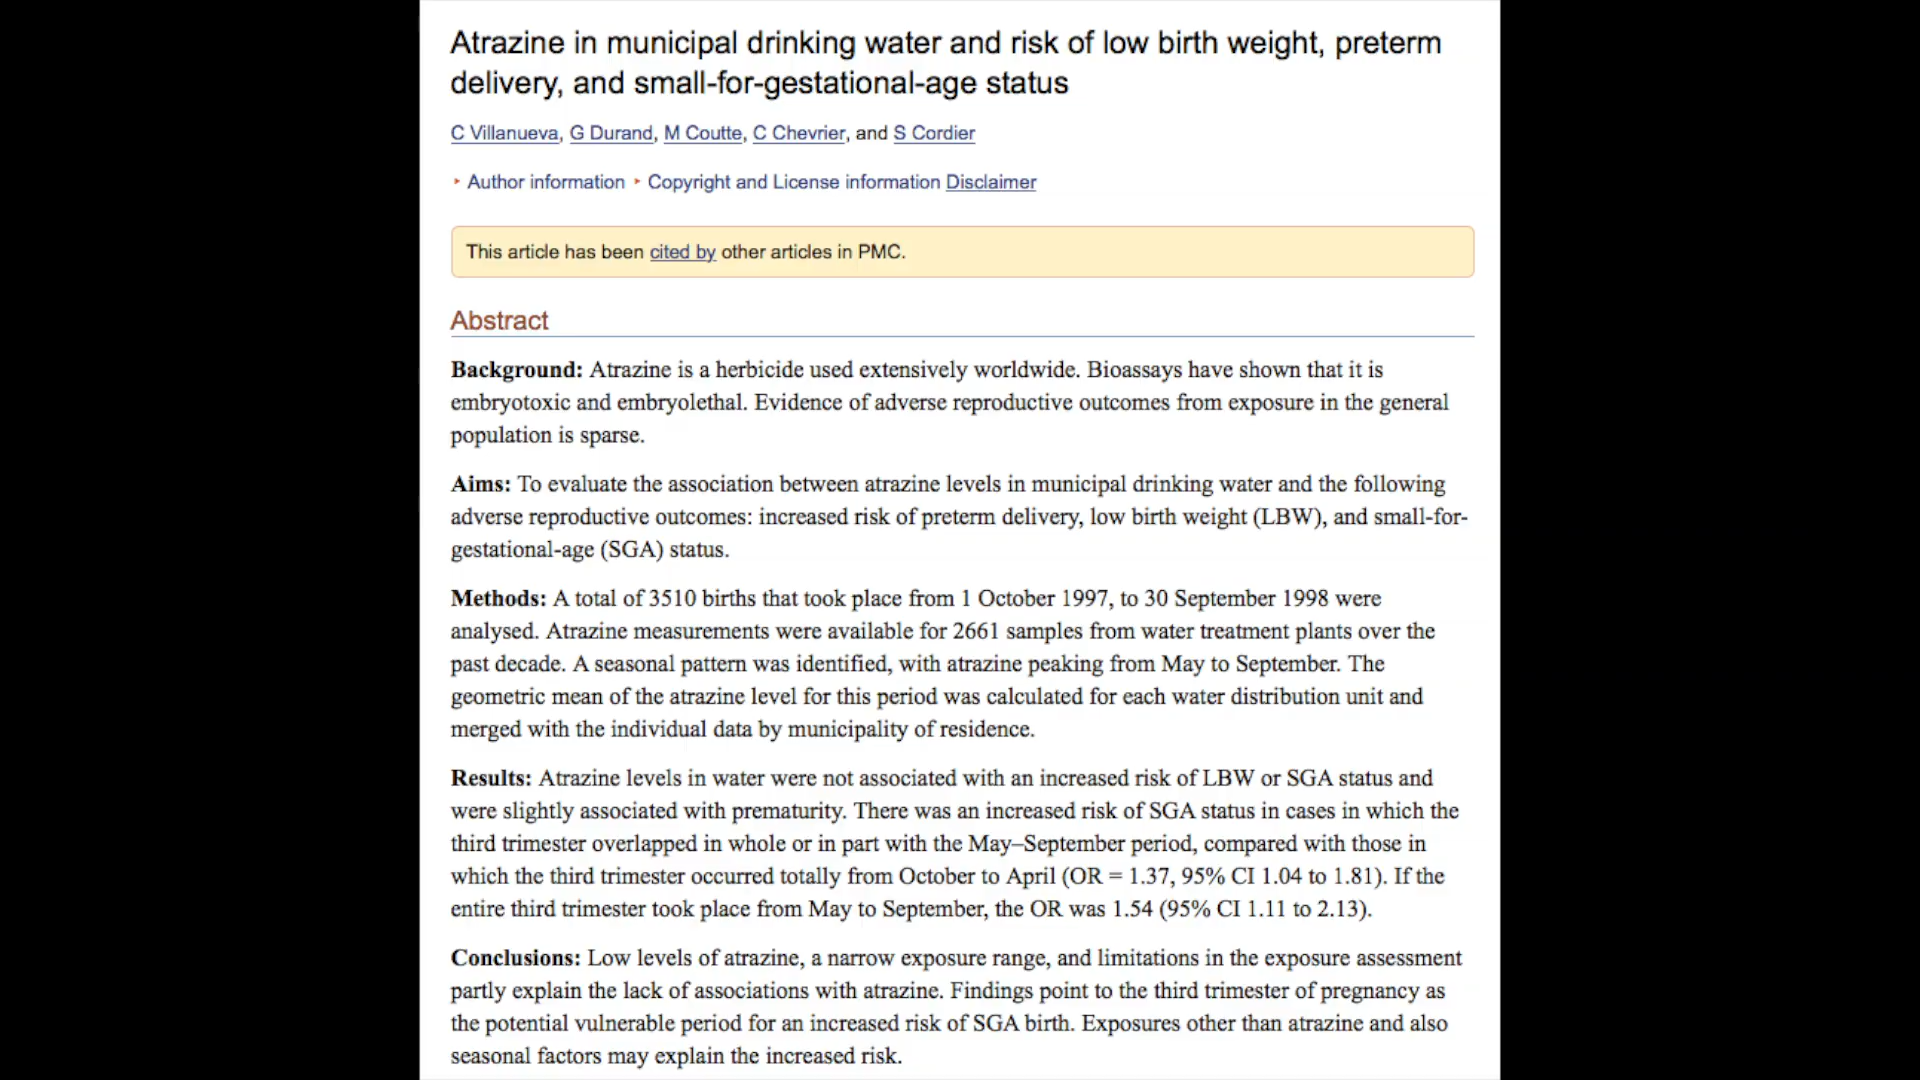 Atrazine in municipal drinking water and risk of low birth weight, preterm
delivery, and small-for-gestational-age status
C Villanueva, G Durand, M Coutte, C Chevrier, and S Cordier
‣ Author information ‣ Copyright and License information Disclaimer
This article has been cited by other articles in PMC.
Abstract
Background: Atrazine is a herbicide used extensively worldwide. Bioassays have shown that it is
embryotoxic and embryolethal. Evidence of adverse reproductive outcomes from exposure in the general
population is sparse.
Aims: To evaluate the association between atrazine levels in municipal drinking water and the following
adverse reproductive outcomes: increased risk of preterm delivery, low birth weight (LBW), and small-for-
gestational-age (SGA) status.
Methods: A total of 3510 births that took place from 1 October 1997, to 30 September 1998 were
analysed. Atrazine measurements were available for 2661 samples from water treatment plants over the
past decade. A seasonal pattern was identified, with atrazine peaking from May to September. The
geometric mean of the atrazine level for this period was calculated for each water distribution unit and
merged with the individual data by municipality of residence.
Results: Atrazine levels in water were not associated with an increased risk of LBW or SGA status and
were slightly associated with prematurity. There was an increased risk of SGA status in cases in which the
third trimester overlapped in whole or in part with the May–September period, compared with those in
which the third trimester occurred totally from October to April (OR = 1.37, 95% CI 1.04 to 1.81). If the
entire third trimester took place from May to September, the OR was 1.54 (95% CI 1.11 to 2.13).
Conclusions: Low levels of atrazine, a narrow exposure range, and limitations in the exposure assessment
partly explain the lack of associations with atrazine. Findings point to the third trimester of pregnancy as
the potential vulnerable period for an increased risk of SGA birth. Exposures other than atrazine and also
seasonal factors may explain the increased risk.